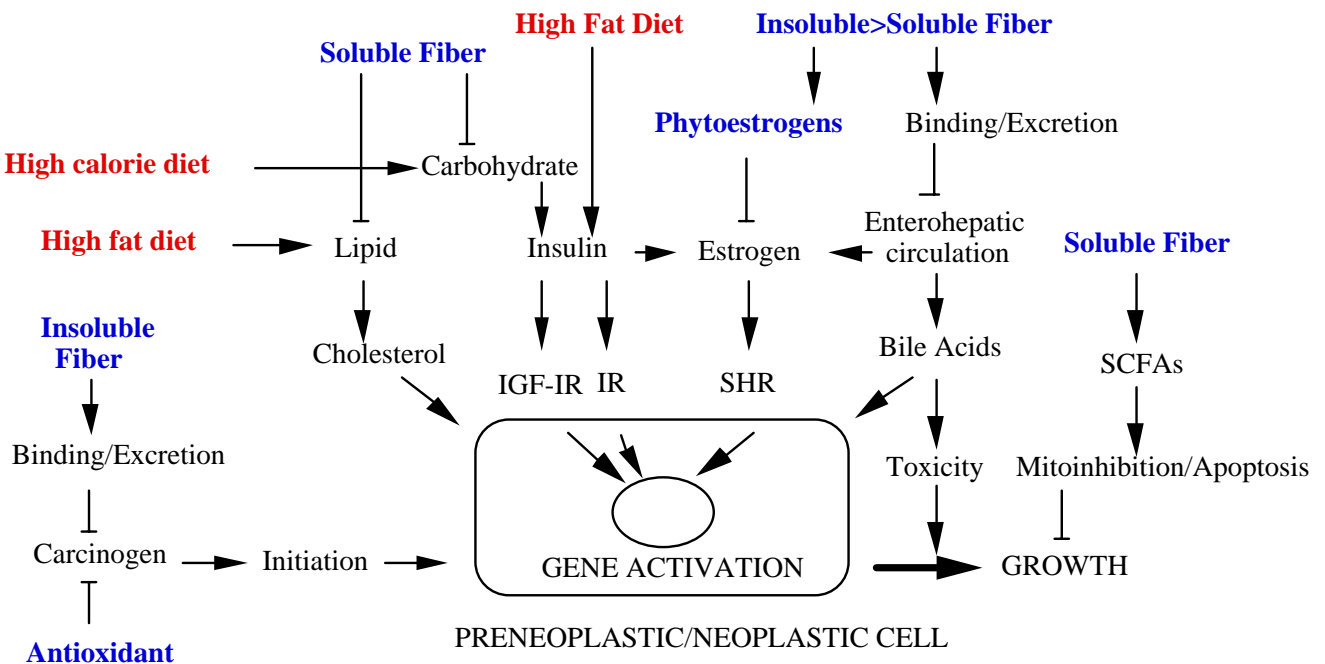 High Fat Diet
Insoluble>Soluble Fiber
Soluble Fiber
Phytoestrogens
Binding/Excretion
High calorie diet
Carbohydrate
High fat diet
Lipid
Insulin
Estrogen
Enterohepatic
circulation
Soluble Fiber
Insoluble
Fiber
Cholesterol
Bile Acids
SCFAs
IGF-IR
IR
SHR
Binding/Excretion
Toxicity
Mitoinhibition/Apoptosis
Carcinogen
Initiation
GENE ACTIVATION
GROWTH
PRENEOPLASTIC/NEOPLASTIC CELL
Antioxidant